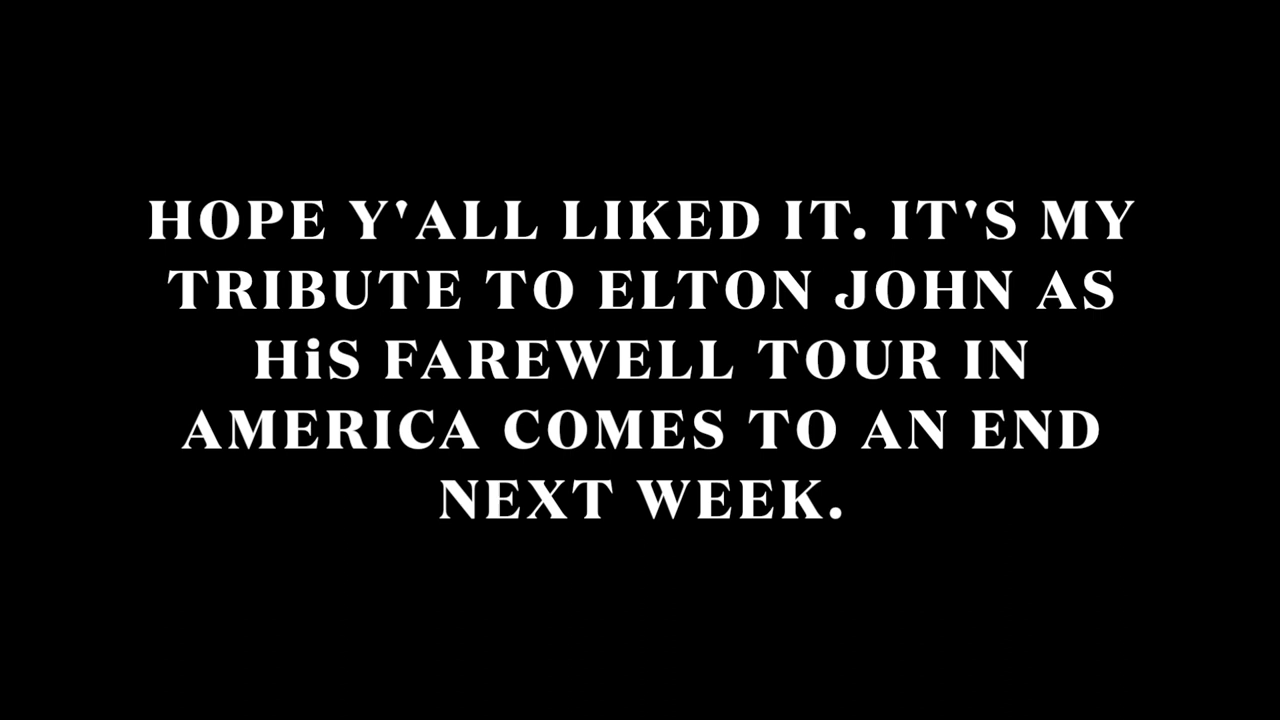 HOPE Y'ALL LIKED IT. IT'S MY
TRIBUTE TO ELTON JOHN AS
HiS FAREWELL TOUR IN
AMERICA COMES TO AN END
NEXT WEEK.